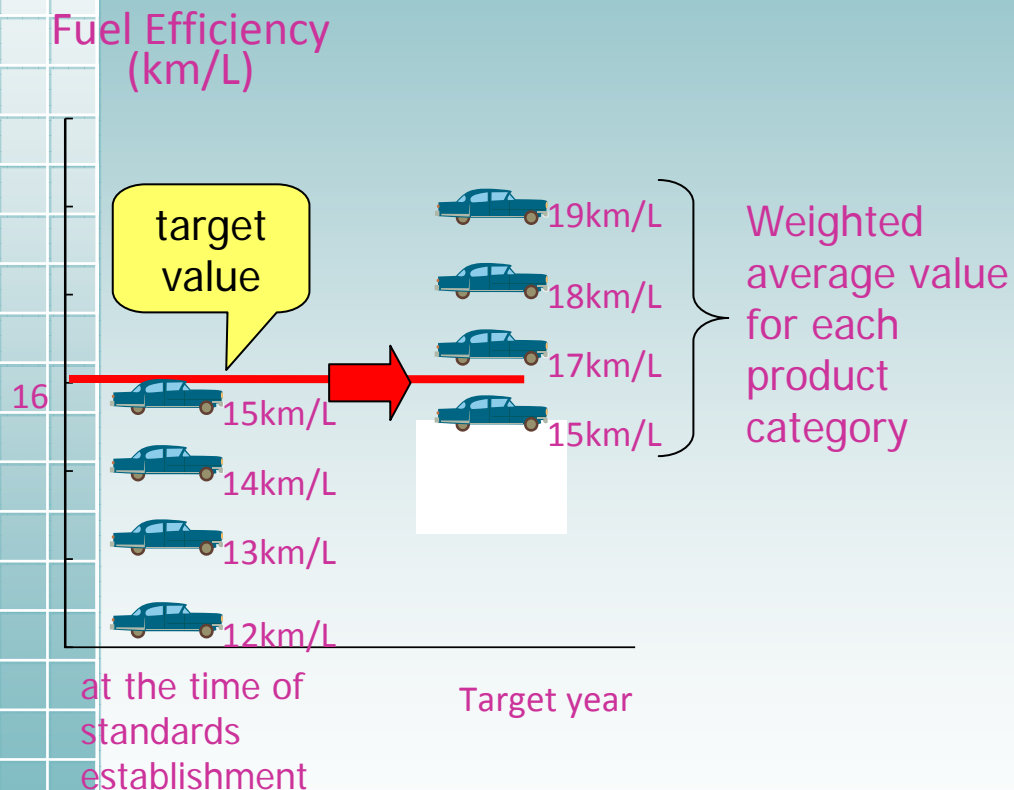 Fuel Efficiency
(km/L)
target
value
19km/L
18km/L
17km/L
15km/L
Weighted
average value
for each
product
category
16
15km/L
14km/L
13km/L
12km/L
at the time of
standards
establishment
Target year